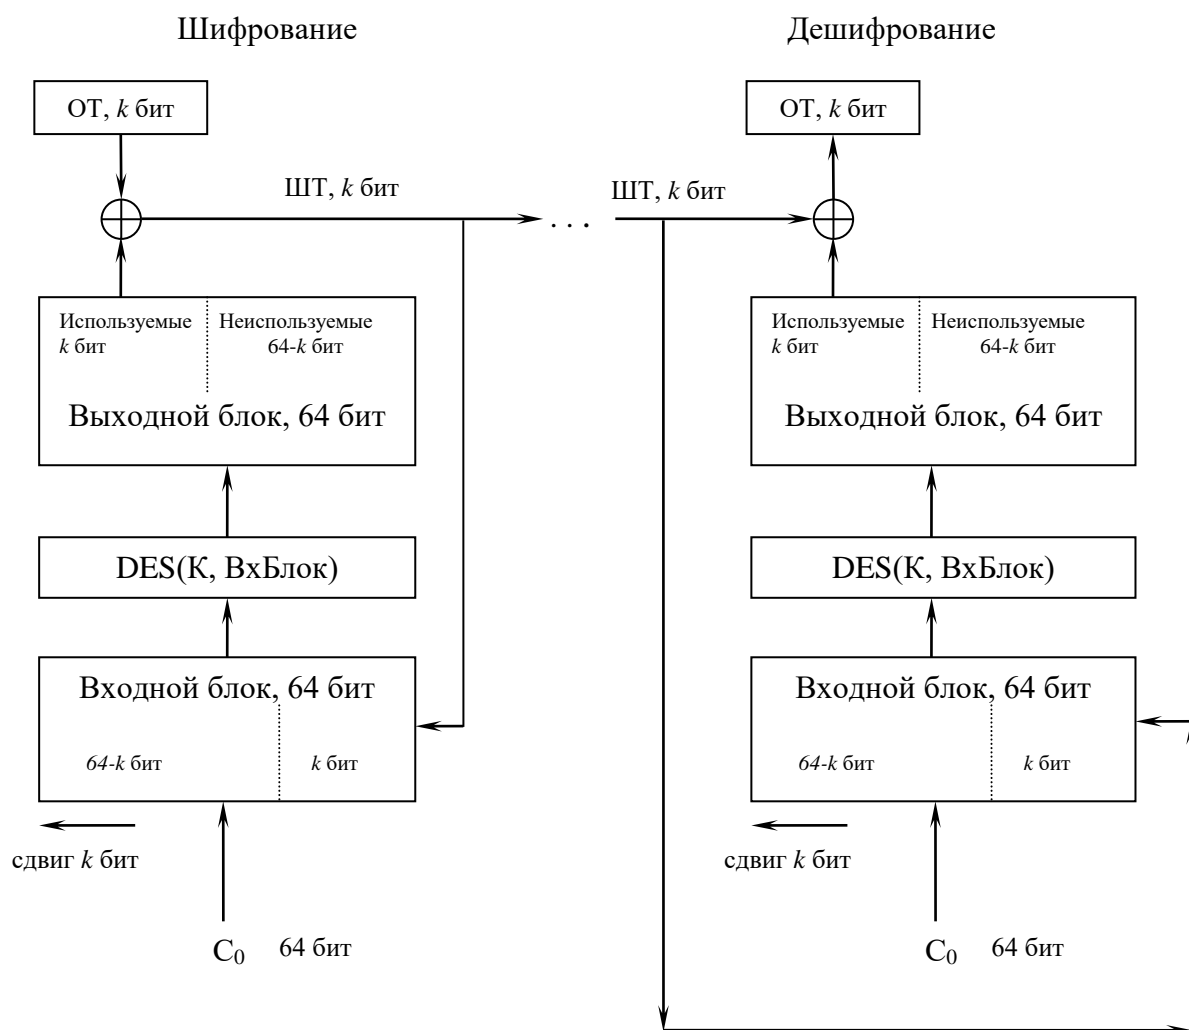 Шифрование
ОТ, k бит
ШТ, k бит
Используемые
k бит
Неиспользуемые
64-k бит
Выходной блок, 64 бит
DES(К, ВхБлок)
Входной блок, 64 бит
64-k бит
k бит
сдвиг k бит
C0 64 бит
. . .
Дешифрование
ОТ, k бит
ШТ, k бит
Используемые
k бит
Неиспользуемые
64-k бит
Выходной блок, 64 бит
DES(К, ВхБлок)
Входной блок, 64 бит
64-k бит
k бит
сдвиг k бит
C0 64 бит